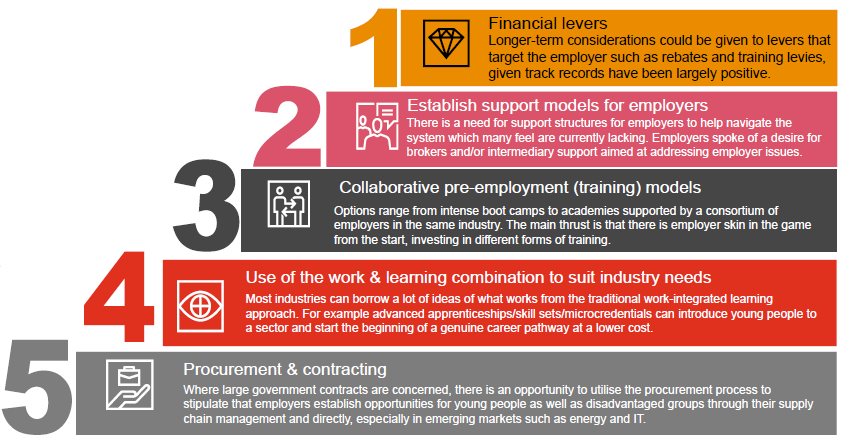 1
Financial levers
Longer-term considerations could be given to levers that
target the employer such as rebates and training levies,
given track records have been largely positive.
2
Establish support models for employers
There is a need for support structures for employers to help navigate the
system which many feel are currently lacking. Employers spoke of a desire for
brokers and/or intermediary support aimed at addressing employer issues.
3
Collaborative pre-employment (training) models
Options range from intense boot camps to academies supported by a consortium of
employers in the same industry. The main thrust is that there is employer skin in the game
from the start, investing in different forms of training.
4
Use of the work & learning combination to suit industry needs
Most industries can borrow a lot of ideas of what works from the traditional work-integrated learning
approach. For example advanced apprenticeships/skill sets/microcredentials can introduce young people to
a sector and start the beginning of a genuine career pathway at a lower cost.
5
Procurement & contracting
Where large government contracts are concerned, there is an opportunity to utilise the procurement process to
stipulate that employers establish opportunities for young people as well as disadvantaged groups through their supply
chain management and directly, especially in emerging markets such as energy and IT.